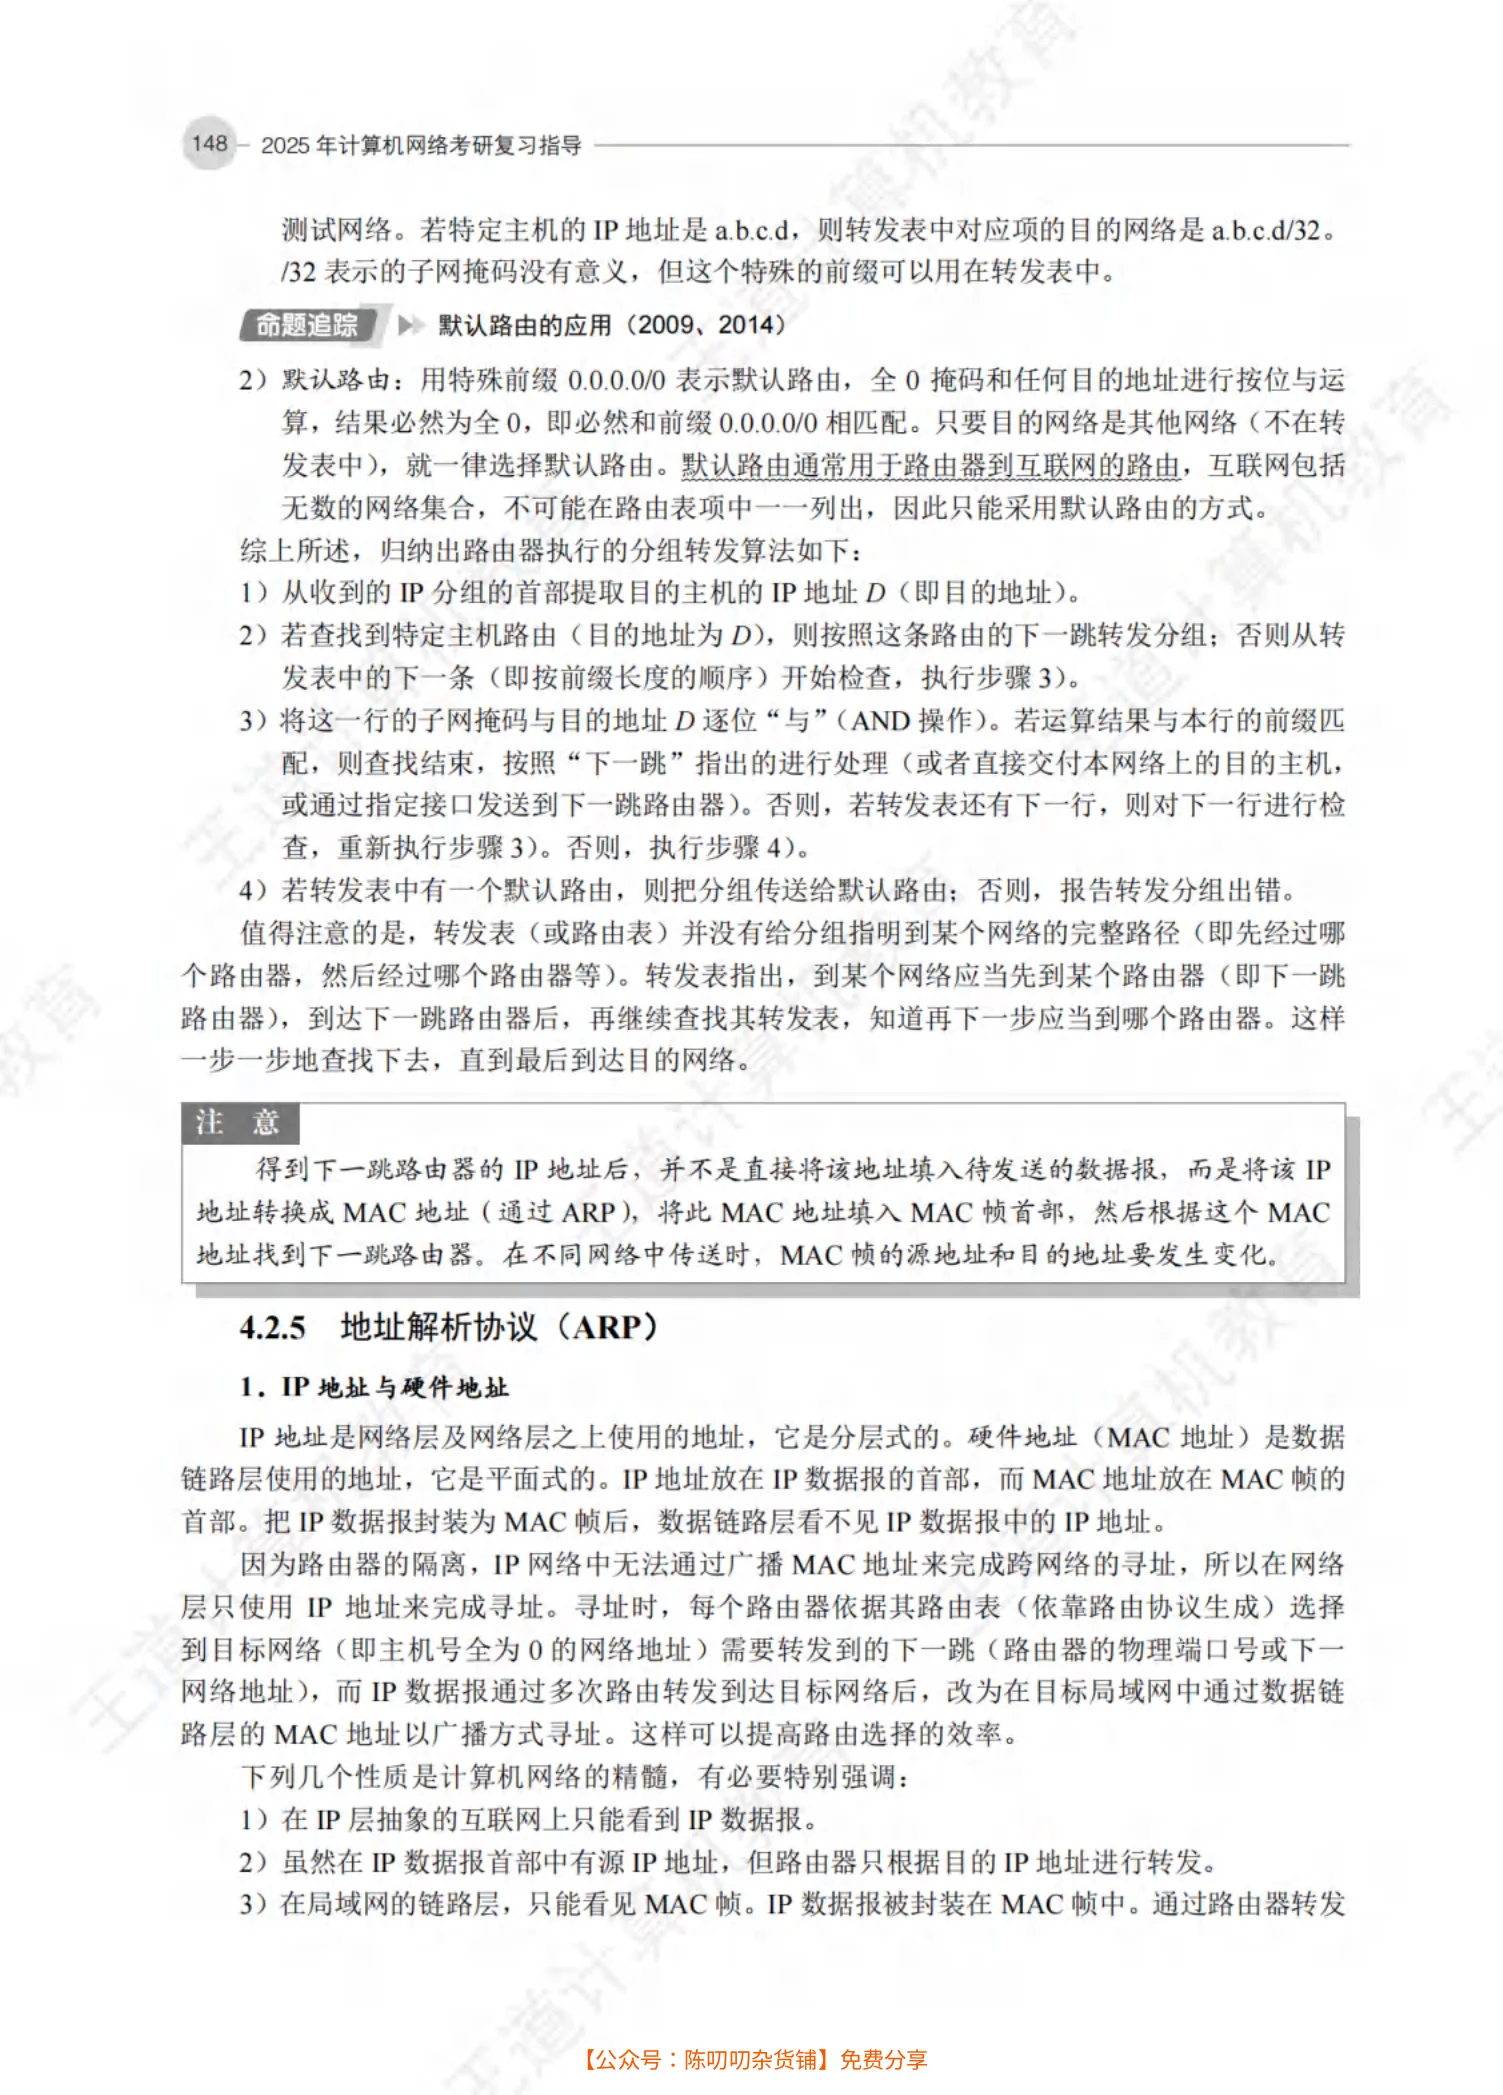 148 2025 年计算机网络考研复习指导
测试网络。若特定主机的 IP 地址是 a.b.c.d，则转发表中对应项的目的网络是 a.b.c.d/32。
/32 表示的子网掩码没有意义，但这个特殊的前缀可以用在转发表中。
命题追踪 默认路由的应用（2009、2014）
2）默认路由：用特殊前缀 0.0.0.0/0 表示默认路由，全 0 掩码和任何目的地址进行按位与运
算，结果必然为全 0，即必然和前缀 0.0.0.0/0 相匹配。只要目的网络是其他网络（不在转
发表中），就一律选择默认路由。默认路由通常用于路由器到互联网的路由，互联网包括
无数的网络集合，不可能在路由表项中一一列出，因此只能采用默认路由的方式。
综上所述，归纳出路由器执行的分组转发算法如下：
1）从收到的 IP 分组的首部提取目的主机的 IP 地址 D（即目的地址）。
2）若查找到特定主机路由（目的地址为 D），则按照这条路由的下一跳转发分组；否则从转
发表中的下一条（即按前缀长度的顺序）开始检查，执行步骤 3）。
3）将这一行的子网掩码与目的地址 D 逐位“与”（AND 操作）。若运算结果与本行的前缀匹
配，则查找结束，按照“下一跳”指出的进行处理（或者直接交付本网络上的目的主机，
或通过指定接口发送到下一跳路由器）。否则，若转发表还有下一行，则对下一行进行检
查，重新执行步骤 3）。否则，执行步骤 4）。
4）若转发表中有一个默认路由，则把分组传送给默认路由；否则，报告转发分组出错。
值得注意的是，转发表（或路由表）并没有给分组指明到某个网络的完整路径（即先经过哪
个路由器，然后经过哪个路由器等）。转发表指出，到某个网络应当先到某个路由器（即下一跳
路由器），到达下一跳路由器后，再继续查找其转发表，知道再下一步应当到哪个路由器。这样
一步一步地查找下去，直到最后到达目的网络。
注 意
得到下一跳路由器的 IP 地址后，并不是直接将该地址填入待发送的数据报，而是将该 IP
地址转换成 MAC 地址（通过 ARP），将此 MAC 地址填入 MAC 帧首部，然后根据这个 MAC
地址找到下一跳路由器。在不同网络中传送时，MAC 帧的源地址和目的地址要发生变化。
4.2.5 地址解析协议（ARP）
1．IP 地址与硬件地址
IP 地址是网络层及网络层之上使用的地址，它是分层式的。硬件地址（MAC 地址）是数据
链路层使用的地址，它是平面式的。IP 地址放在 IP 数据报的首部，而 MAC 地址放在 MAC 帧的
首部。把 IP 数据报封装为 MAC 帧后，数据链路层看不见 IP 数据报中的 IP 地址。
因为路由器的隔离，IP 网络中无法通过广播 MAC 地址来完成跨网络的寻址，所以在网络
层只使用 IP 地址来完成寻址。寻址时，每个路由器依据其路由表（依靠路由协议生成）选择
到目标网络（即主机号全为 0 的网络地址）需要转发到的下一跳（路由器的物理端口号或下一
网络地址），而 IP 数据报通过多次路由转发到达目标网络后，改为在目标局域网中通过数据链
路层的 MAC 地址以广播方式寻址。这样可以提高路由选择的效率。
下列几个性质是计算机网络的精髓，有必要特别强调：
1）在 IP 层抽象的互联网上只能看到 IP 数据报。
2）虽然在 IP 数据报首部中有源 IP 地址，但路由器只根据目的 IP 地址进行转发。
3）在局域网的链路层，只能看见 MAC 帧。IP 数据报被封装在 MAC 帧中。通过路由器转发
【公众号：陈叨叨杂货铺】免费分享